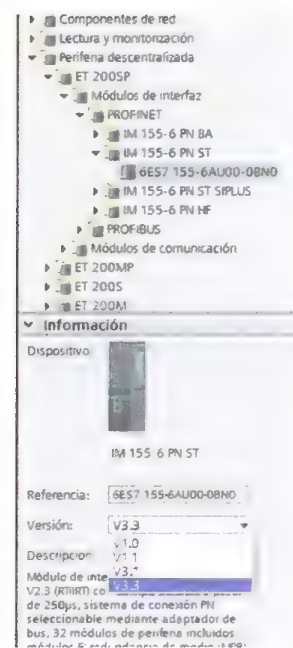 Componentes de red
Lectura y monitorización
Periferia descentralizada
ET 200SP
Módulos de interfaz
PROFINET
IM 155-6 PN BA
IM 155-6 PN ST
6ES7 155-6AU00-0BN0
IM 155-6 PN ST SIPLUS
IM 155-6 PN HF
PROFIBUS
Módulos de comunicación
ET 200MP
ET 200S
ET 200M
Información
Dispositivo
IM 155-6 PN ST
Referencia: 6ES7 155-6AU00-0BN0
Versión: V3.3
V1.0
Descripción: V1.1
V3.1
Módulo de inte V3.3
V2.3 (RT/IRT) co
de 250µs, sistema de conexión PN
seleccionable mediante adaptador de
bus, 32 módulos de periferia incluidos